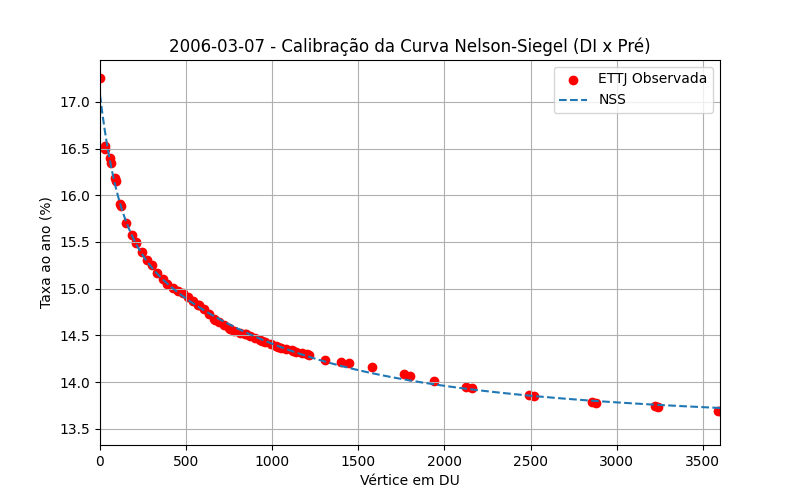 2006-03-07 - Calibração da Curva Nelson-Siegel (DI x Pré)
ETTJ Observada
NSS
Taxa ao ano (%)
17.0
16.5
16.0
15.5
15.0
14.5
14.0
13.5
0 500 1000 1500 2000 2500 3000 3500
Vértice em DU